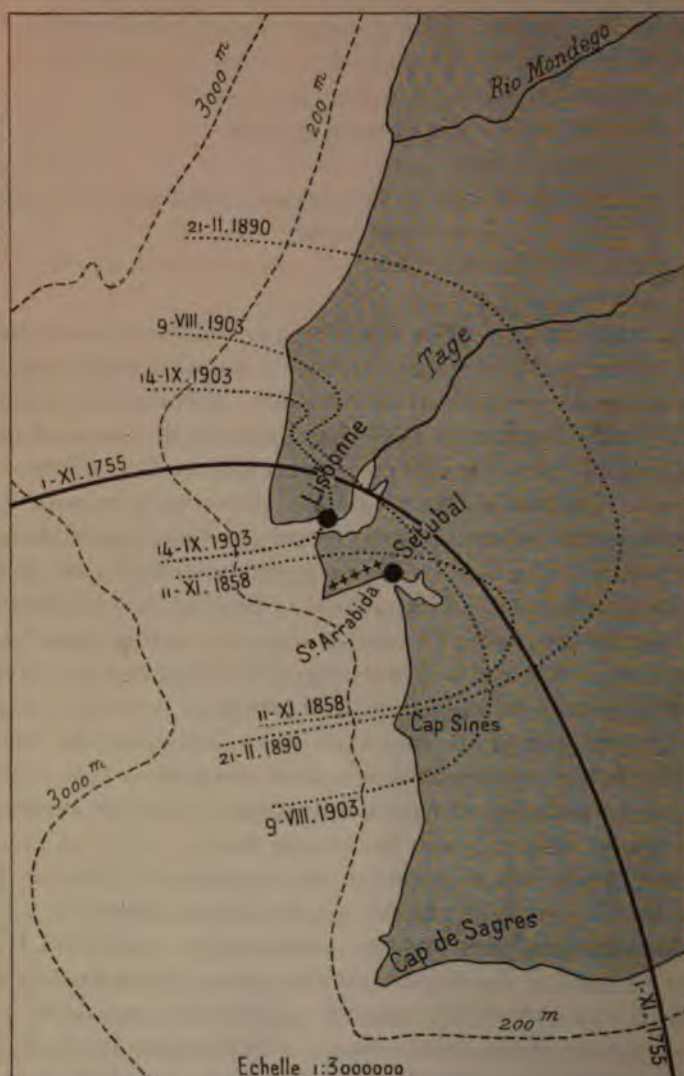 3000 m
200 m
Rio Mondego
21-II.1890
9-VIII.1903
Tage
14-IX.1903
1-XI.1755
Lisbonne
Setubal
14-IX.1903
11-XI.1858
Sª. Arrabida
11-XI.1858
Cap Sines
21-II.1890
3000 m
9-VIII.1903
Cap de Sagres
1-XI-1755
200 m
Echelle 1:3000000